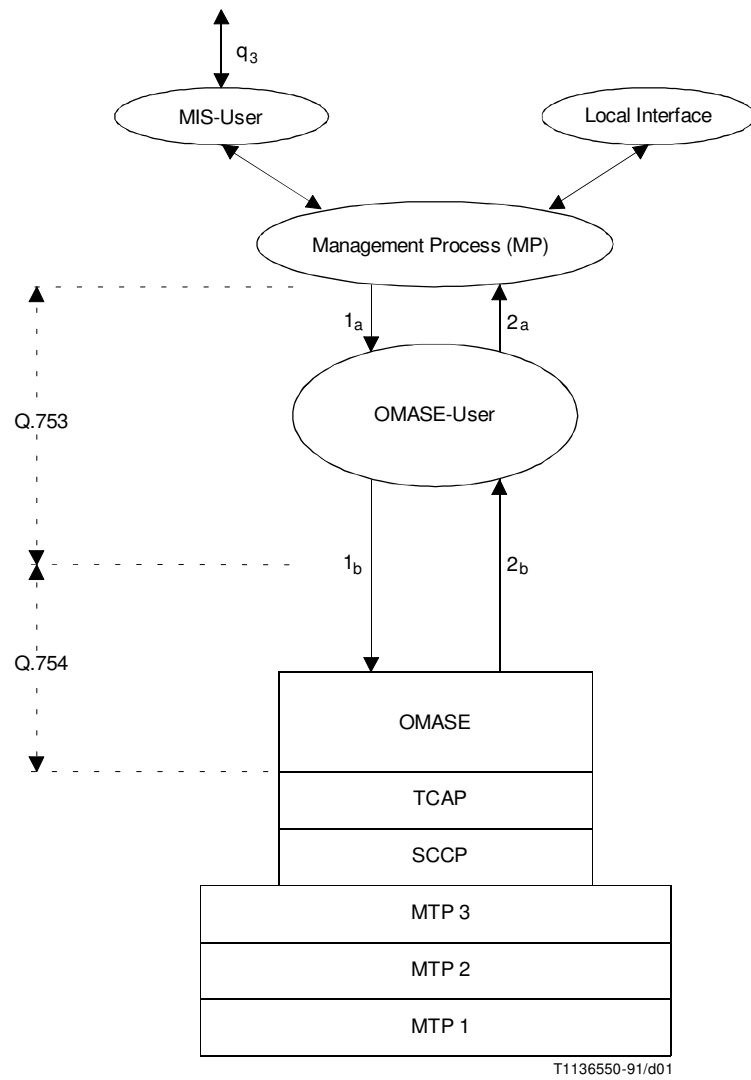 q3
MIS-User
Local Interface
Management Process (MP)
1a
2a
Q.753
OMASE-User
1b
2b
Q.754
OMASE
TCAP
SCCP
MTP 3
MTP 2
MTP 1
T1136550-91/d01